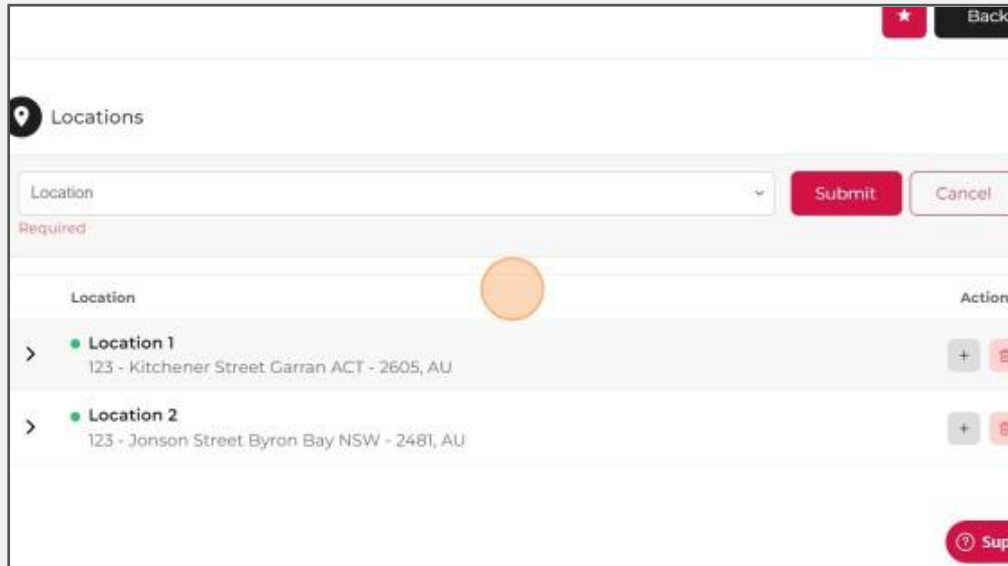 Back
Locations
Location
Submit
Cancel
Required
Location
Action
Location 1
123 - Kitchener Street Garran ACT - 2605, AU
Location 2
123 - Jonson Street Byron Bay NSW - 2481, AU
Sup